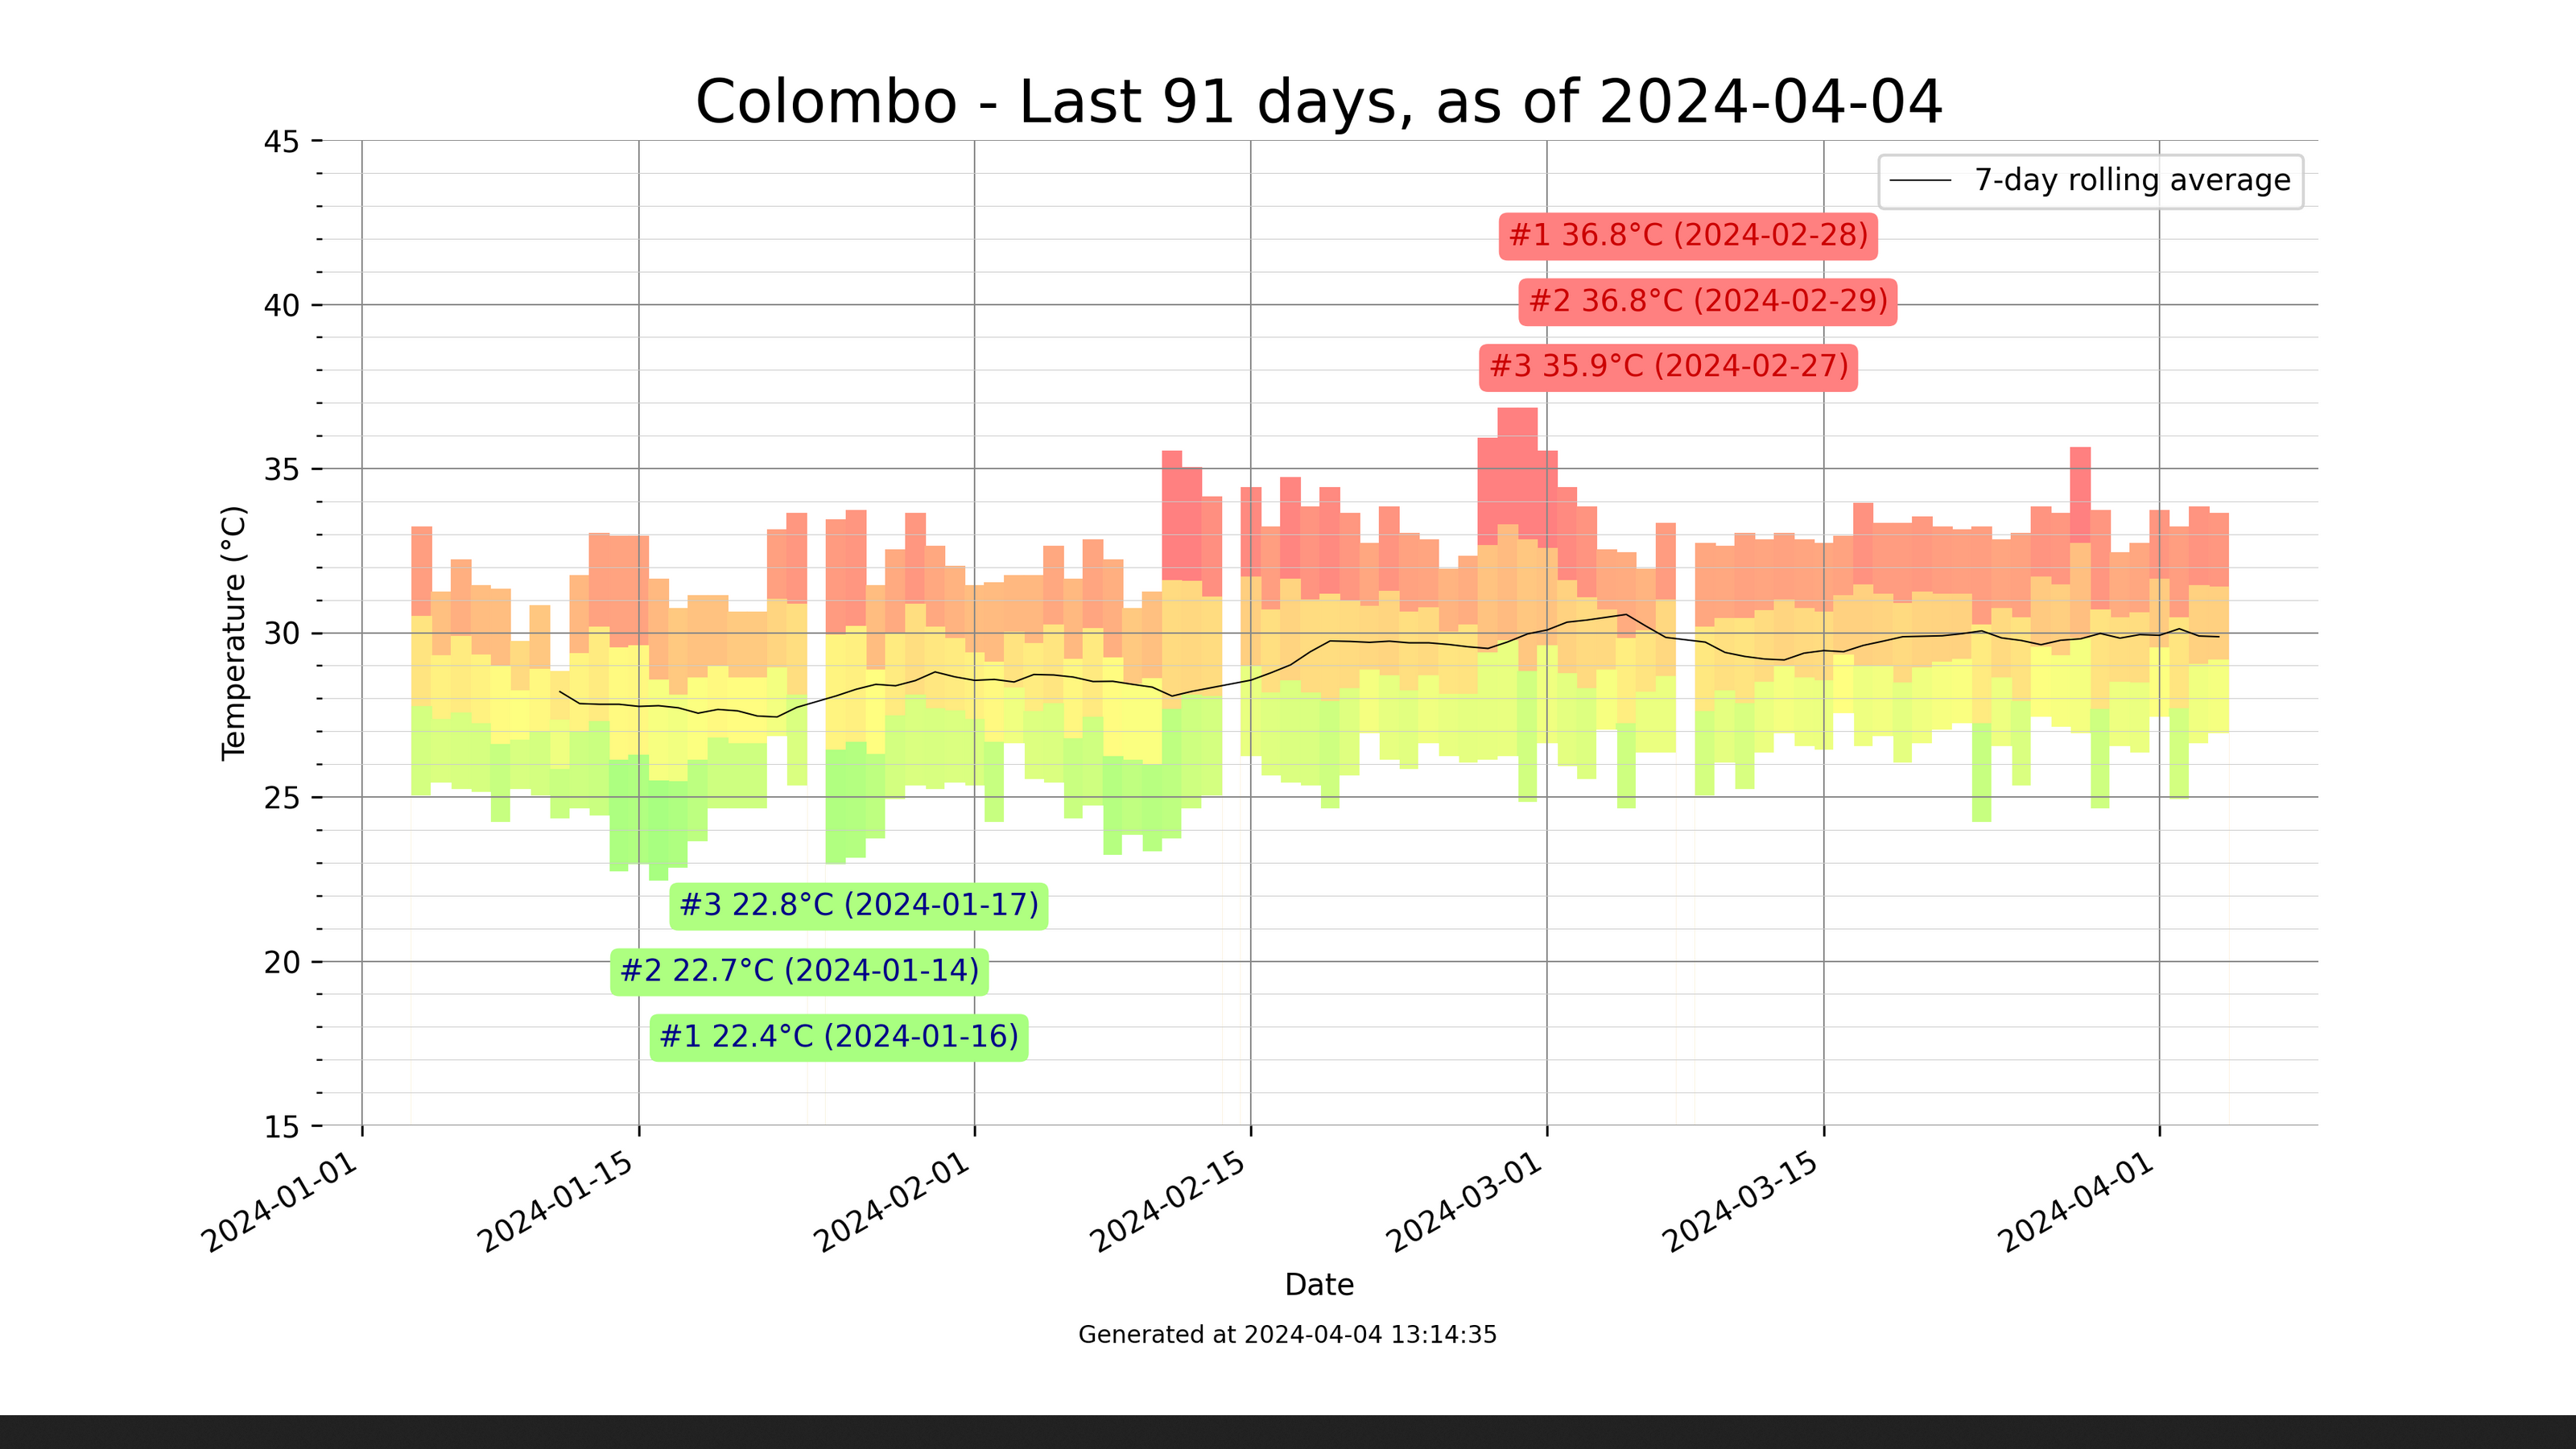 Colombo - Last 91 days, as of 2024-04-04
7-day rolling average
#1 36.8°C (2024-02-28)
#2 36.8°C (2024-02-29)
#3 35.9°C (2024-02-27)
45
40
35
30
25
20
15
Temperature (°C)
#3 22.8°C (2024-01-17)
#2 22.7°C (2024-01-14)
#1 22.4°C (2024-01-16)
2024-01-01
2024-01-15
2024-02-01
2024-02-15
2024-03-01
2024-03-15
2024-04-01
Date
Generated at 2024-04-04 13:14:35